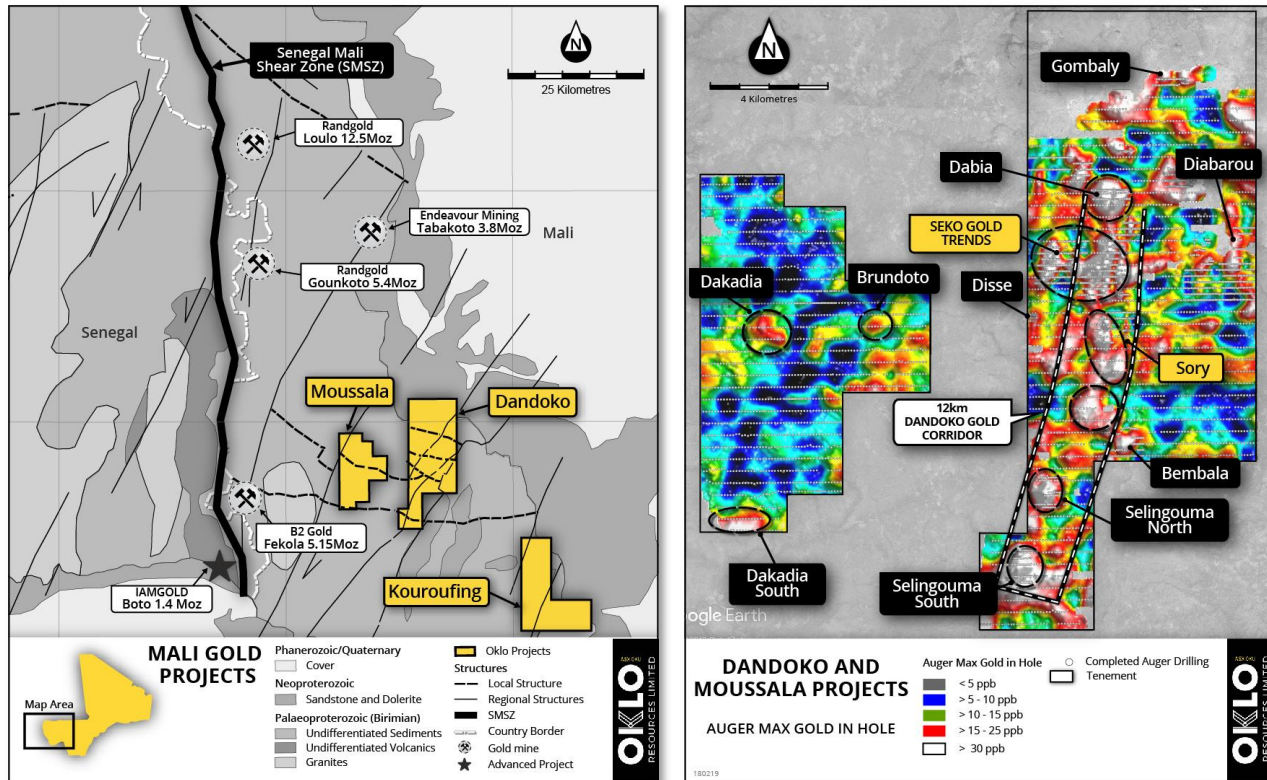 Senegal Mali
Shear Zone (SMSZ)
N
25 Kilometres
Randgold
Loulo 12.5Moz
Endeavour Mining
Tabakoto 3.8Moz
Mali
Randgold
Gounkoto 5.4Moz
Senegal
Moussala
Dandoko
B2 Gold
Fekola 5.15Moz
IAMGOLD
Boto 1.4 Moz
Kouroufing
MALI GOLD
PROJECTS
Map Area
Phanerozoic/Quaternary
Cover
Neoproterozoic
Sandstone and Dolerite
Palaeoproterozoic (Birimian)
Undifferentiated Sediments
Undifferentiated Volcanics
Granites
Oklo Projects
Structures
Local Structure
Regional Structures
SMSZ
Country Border
Gold mine
Advanced Project
ASX OKU
OKLO
RESOURCES LIMITED
N
4 Kilometres
Gombaly
Dabia
Diabarou
SEKO GOLD
TRENDS
Dakadia
Brundoto
Disse
Sory
12km
DANDOKO GOLD
CORRIDOR
Bembala
Selingouma
North
Dakadia
South
Selingouma
South
ogle Earth
DANDOKO AND
MOUSSALA PROJECTS
AUGER MAX GOLD IN HOLE
180219
Auger Max Gold in Hole
< 5 ppb
> 5 - 10 ppb
> 10 - 15 ppb
> 15 - 25 ppb
> 30 ppb
Completed Auger Drilling
Tenement
ASX OKU
OKLO
RESOURCES LIMITED